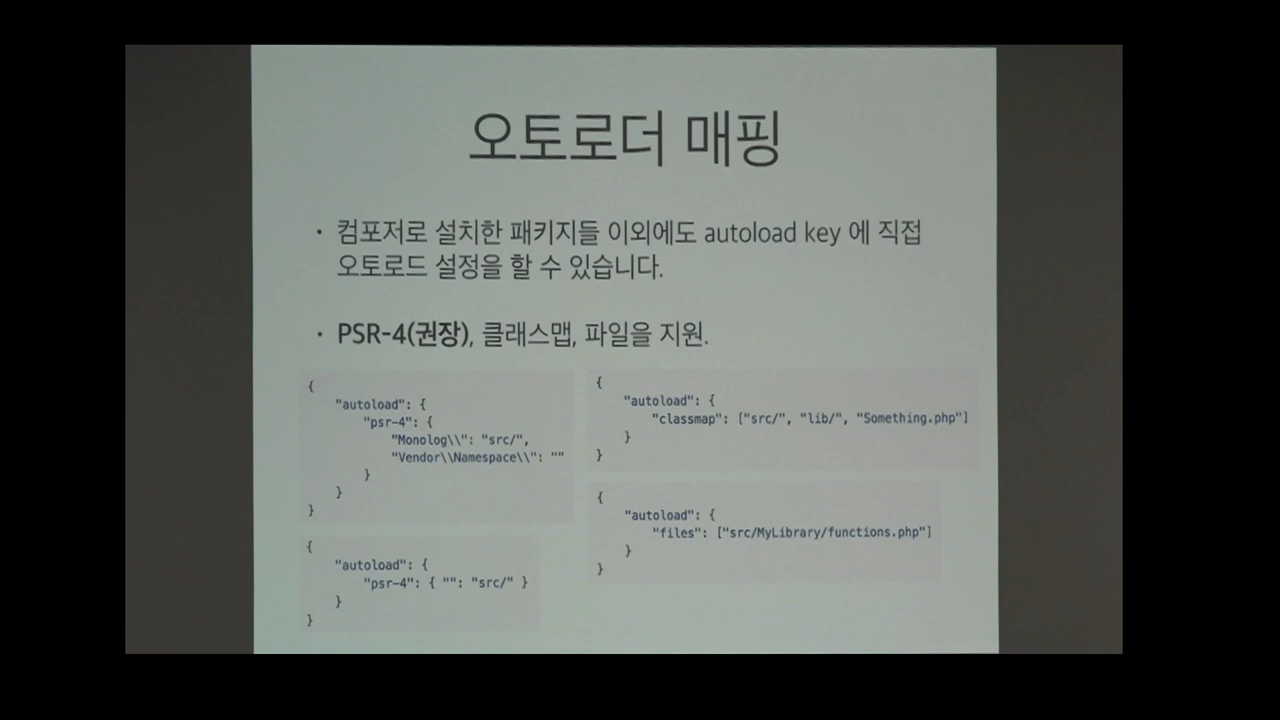 오토로더 매핑
· 컴포저로 설치한 패키지들 이외에도 autoload key 에 직접
오토로드 설정을 할 수 있습니다.
· PSR-4(권장), 클래스맵, 파일을 지원.
{
    "autoload": {
        "psr-4": {
            "Monolog\\": "src/",
            "Vendor\\Namespace\\": ""
        }
    }
}
{
    "autoload": {
        "psr-4": { "": "src/" }
    }
}
{
    "autoload": {
        "classmap": ["src/", "lib/", "Something.php"]
    }
}
{
    "autoload": {
        "files": ["src/MyLibrary/functions.php"]
    }
}